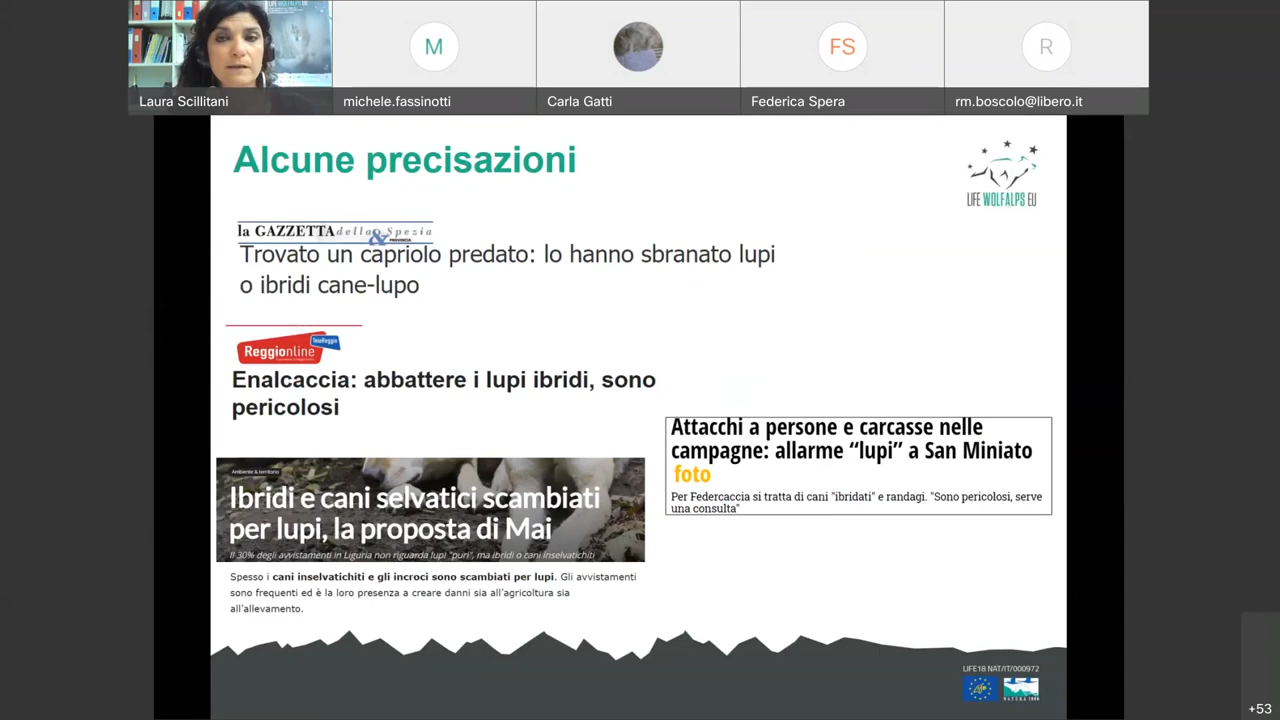 M
FS
R
Laura Scillitani
michele.fassinotti
Carla Gatti
Federica Spera
rm.boscolo@libero.it
Alcune precisazioni
LIFE WOLFALPS EU
la GAZZETTA della Spezia
& PROVINCIA
Trovato un capriolo predato: lo hanno sbranato lupi
o ibridi cane-lupo
TeleReggio
Reggionline
Enalcaccia: abbattere i lupi ibridi, sono
pericolosi
Attacchi a persone e carcasse nelle
campagne: allarme “lupi” a San Miniato
foto
Per Federcaccia si tratta di cani "ibridati" e randagi. "Sono pericolosi, serve
una consulta"
Ambiente & territorio
Ibridi e cani selvatici scambiati
per lupi, la proposta di Mai
Il 30% degli avvistamenti in Liguria non riguarda lupi "puri", ma ibridi o cani inselvatichiti
Spesso i cani inselvatichiti e gli incroci sono scambiati per lupi. Gli avvistamenti
sono frequenti ed è la loro presenza a creare danni sia all'agricoltura sia
all'allevamento.
LIFE18 NAT/IT/000972
Life
NATURA 2000
+53